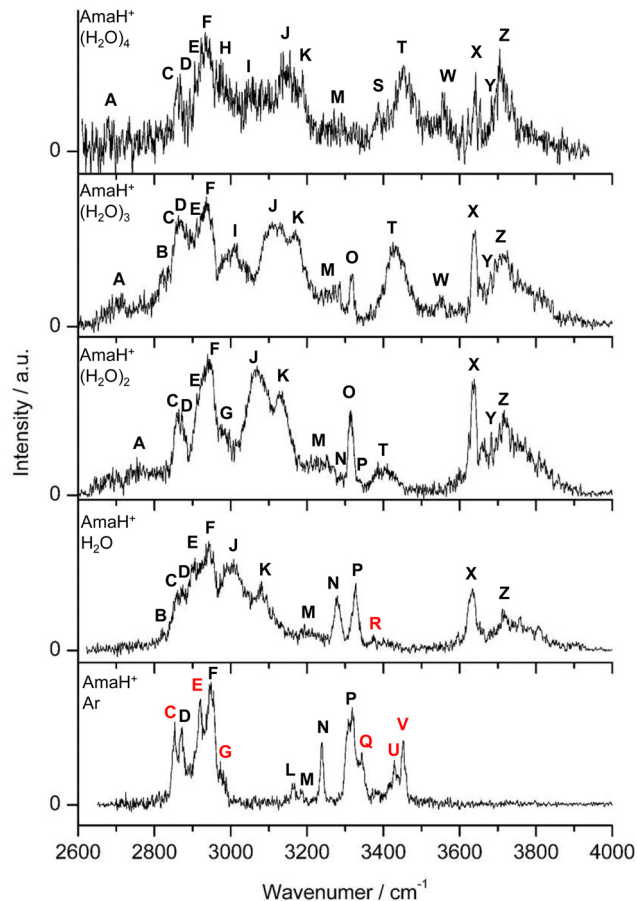 AmaH⁺
(H₂O)₄
A
C
D
E
F
H
I
J
K
M
S
T
W
X
Y
Z
0
AmaH⁺
(H₂O)₃
A
B
C
D
E
F
I
J
K
M
O
T
W
X
Y
Z
0
AmaH⁺
(H₂O)₂
A
C
D
E
F
G
J
K
M
N
O
P
T
X
Y
Z
0
Intensity / a.u.
AmaH⁺
H₂O
B
C
D
E
F
J
K
M
N
P
R
X
Z
0
AmaH⁺
Ar
C
D
E
F
G
L
M
N
P
Q
U
V
0
2600 2800 3000 3200 3400 3600 3800 4000
Wavenumer / cm⁻¹